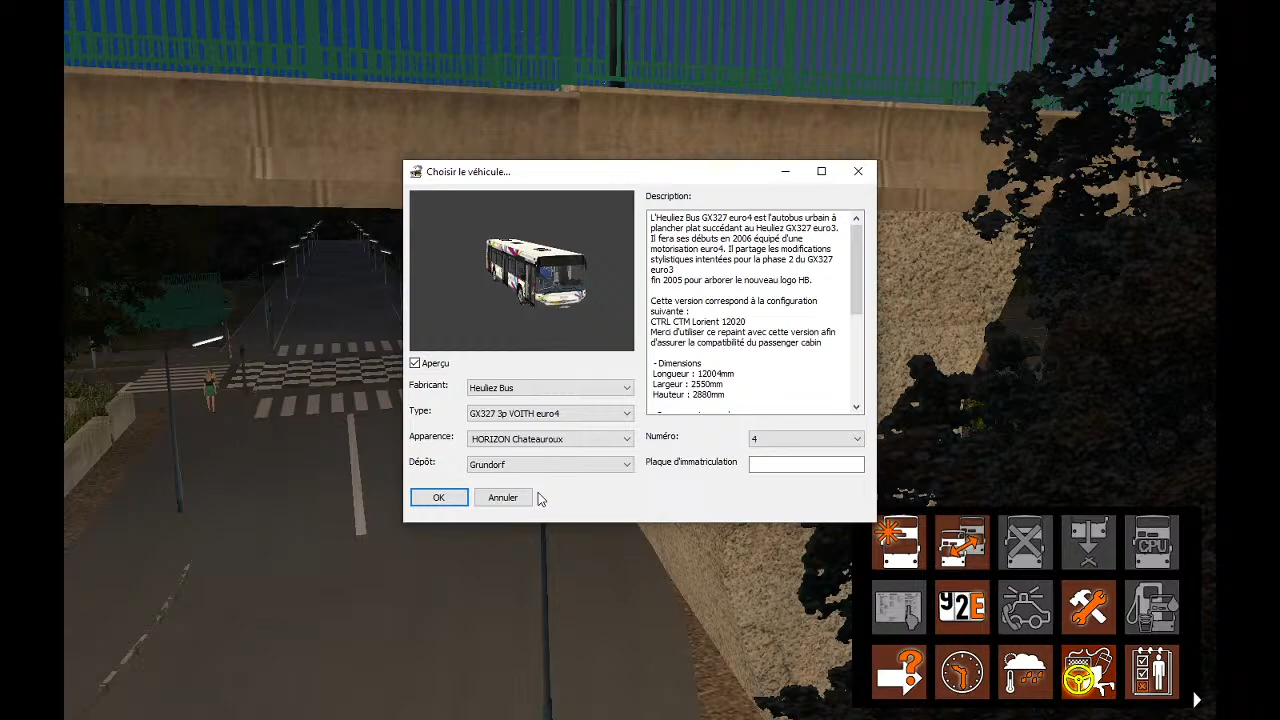 Choisir le véhicule...
Description:
L'Heuliez Bus GX327 euro4 est l'autobus urbain à
plancher plat succédant au Heuliez GX327 euro3.
Il fera ses débuts en 2006 équipé d'une
motorisation euro4. Il partage les modifications
stylistiques intentées pour la phase 2 du GX327
euro3
fin 2005 pour arborer le nouveau logo HB.
Cette version correspond à la configuration
suivante :
CTRL CTM Lorient 12020
Merci d'utiliser ce repaint avec cette version afin
d'assurer la compatibilité du passenger cabin
- Dimensions
Longueur : 12004mm
Largeur : 2550mm
Hauteur : 2880mm
Aperçu
Fabricant:
Heuliez Bus
Type:
GX327 3p VOITH euro4
Apparence:
HORIZON Chateauroux
Numéro:
4
Dépôt:
Grundorf
Plaque d'immatriculation
OK
Annuler
CPU
92E
?